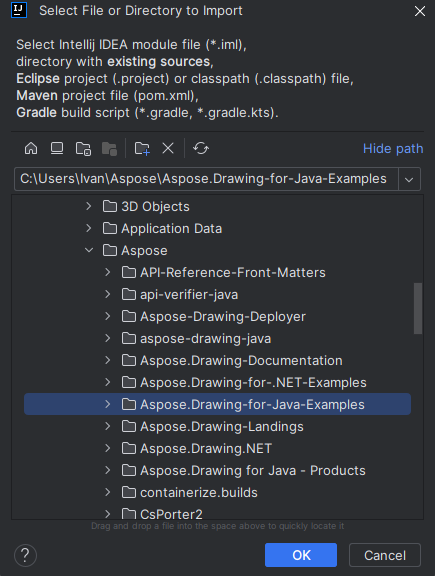 IJ
Select File or Directory to Import
Select Intellij IDEA module file (*.iml),
directory with existing sources,
Eclipse project (.project) or classpath (.classpath) file,
Maven project file (pom.xml),
Gradle build script (*.gradle, *.gradle.kts).
Hide path
C:\Users\Ivan\Aspose\Aspose.Drawing-for-Java-Examples
3D Objects
Application Data
Aspose
API-Reference-Front-Matters
api-verifier-java
Aspose-Drawing-Deployer
aspose-drawing-java
Aspose.Drawing-Documentation
Aspose.Drawing-for-.NET-Examples
Aspose.Drawing-for-Java-Examples
Aspose.Drawing-Landings
Aspose.Drawing.NET
Aspose.Drawing for Java - Products
containerize.builds
CsPorter2
Drag and drop a file into the space above to quickly locate it
?
OK
Cancel